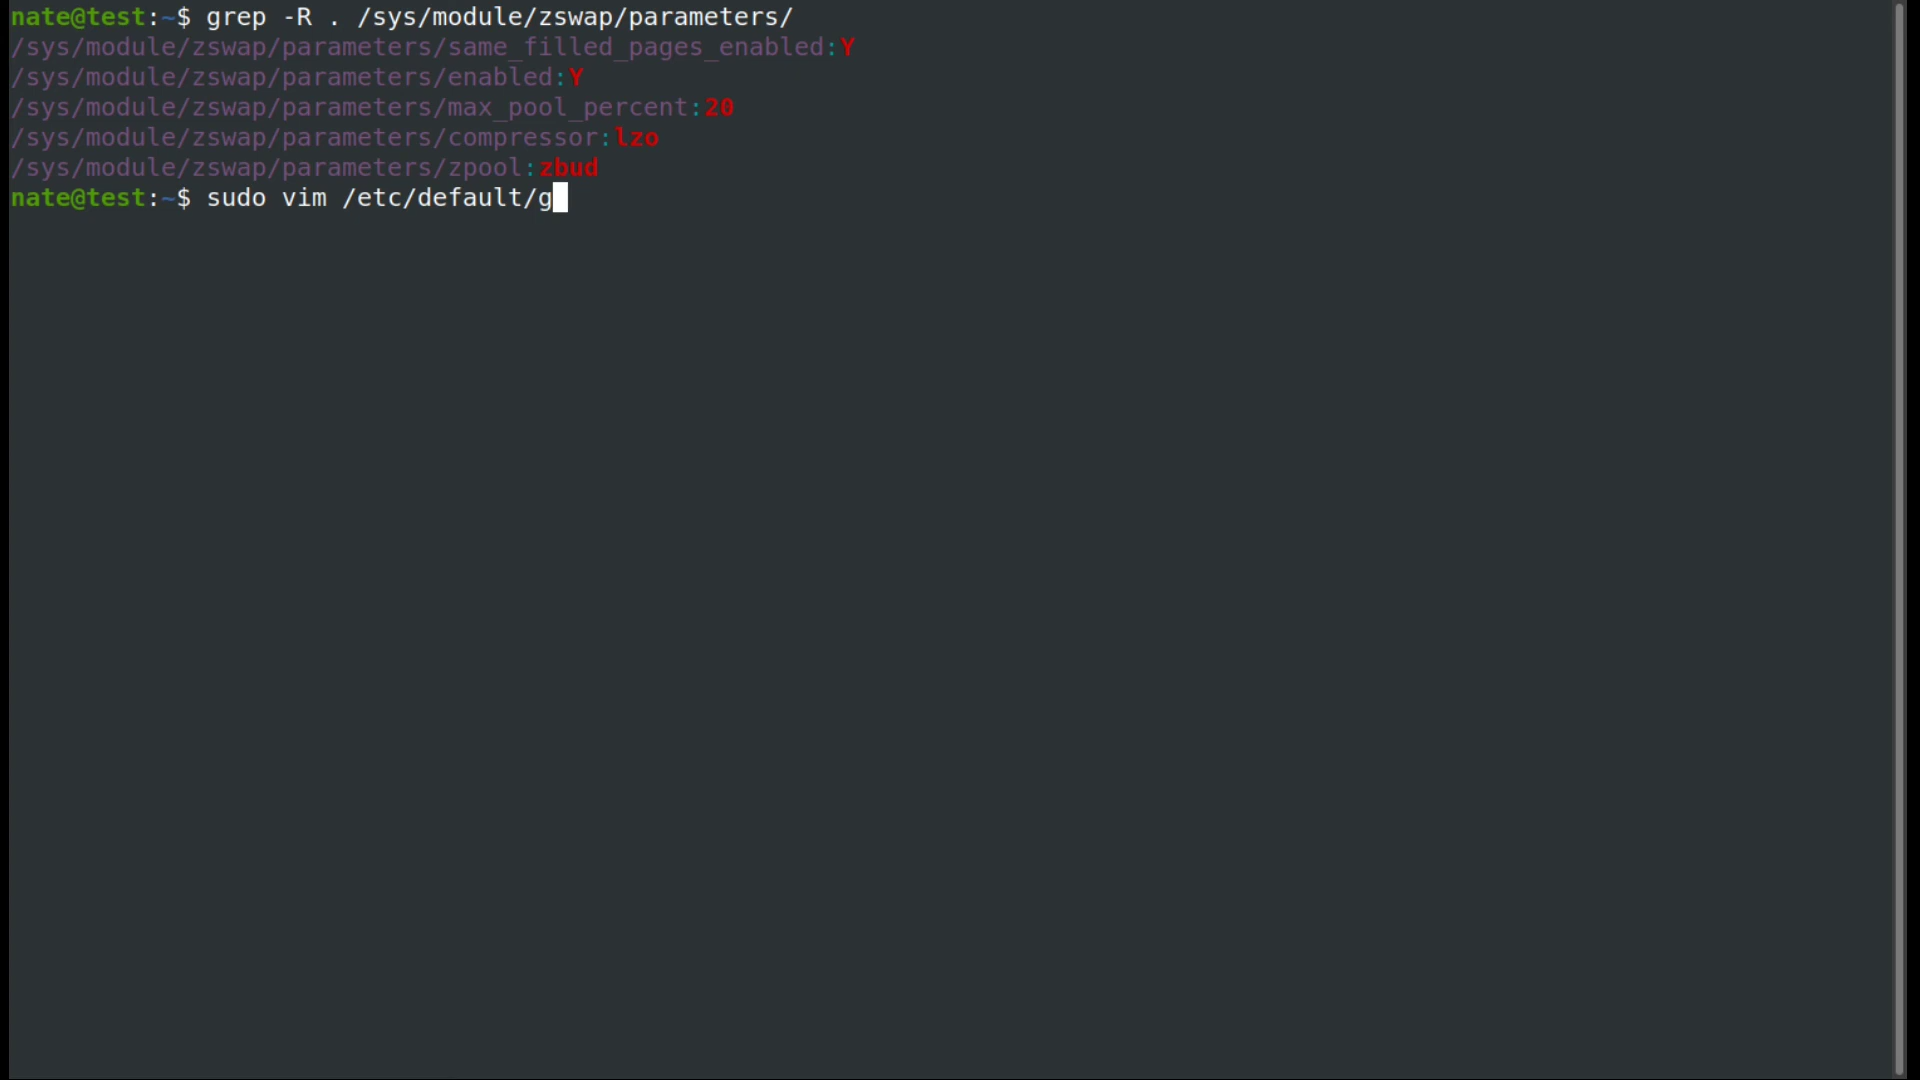 nate@test:~$ grep -R . /sys/module/zswap/parameters/
/sys/module/zswap/parameters/same_filled_pages_enabled:Y
/sys/module/zswap/parameters/enabled:Y
/sys/module/zswap/parameters/max_pool_percent:20
/sys/module/zswap/parameters/compressor:lzo
/sys/module/zswap/parameters/zpool:zbud
nate@test:~$ sudo vim /etc/default/g